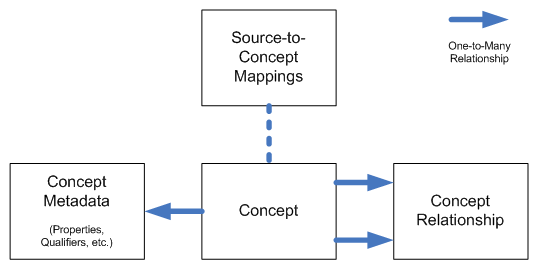 Source-to-
Concept
Mappings
One-to-Many
Relationship
Concept
Metadata
(Properties,
Qualifiers, etc.)
Concept
Concept
Relationship